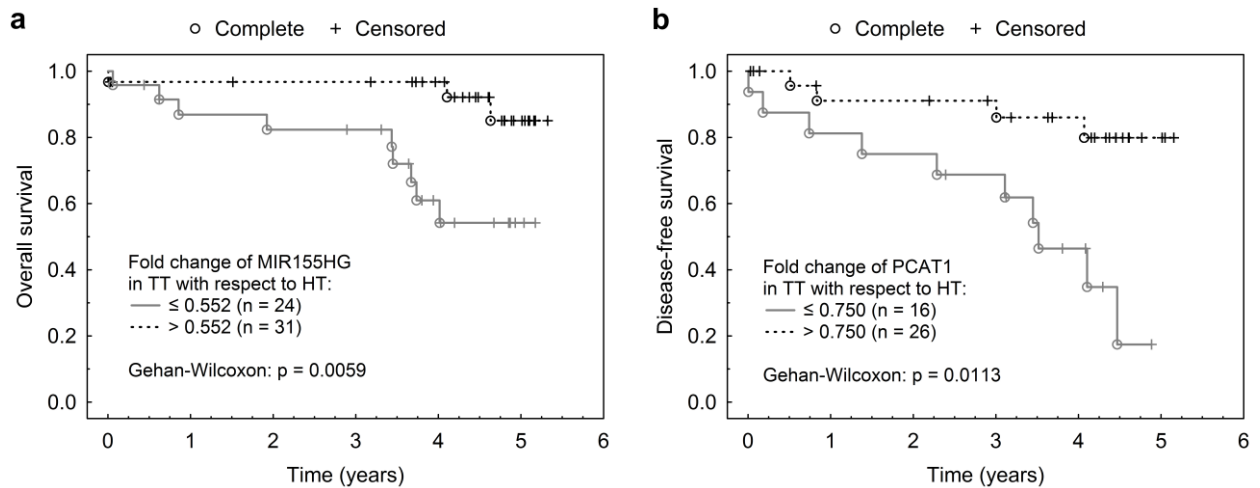 a
○ Complete + Censored
1.0
0.8
0.6
0.4
0.2
0.0
Overall survival
Fold change of MIR155HG
in TT with respect to HT:
≤ 0.552 (n = 24)
> 0.552 (n = 31)
Gehan-Wilcoxon: p = 0.0059
0 1 2 3 4 5 6
Time (years)
b
○ Complete + Censored
1.0
0.8
0.6
0.4
0.2
0.0
Disease-free survival
Fold change of PCAT1
in TT with respect to HT:
≤ 0.750 (n = 16)
> 0.750 (n = 26)
Gehan-Wilcoxon: p = 0.0113
0 1 2 3 4 5 6
Time (years)